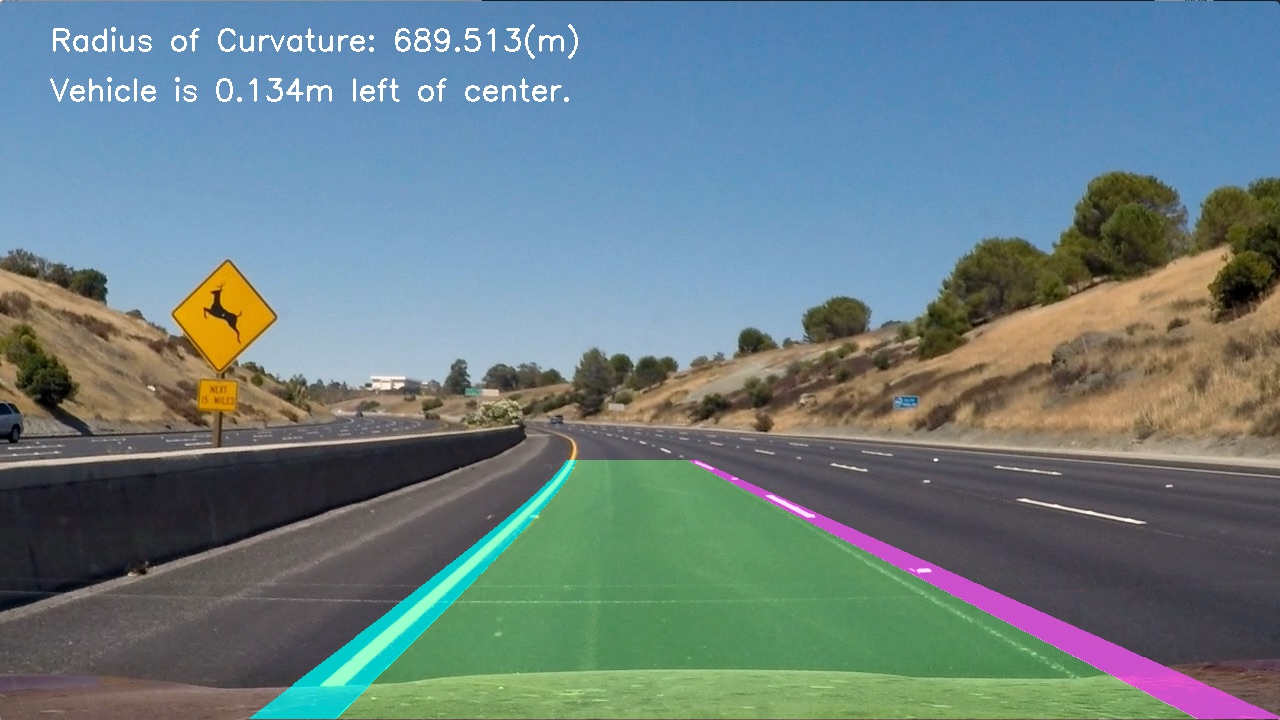 Radius of Curvature: 689.513(m)
Vehicle is 0.134m left of center.
NEXT
15 MILES